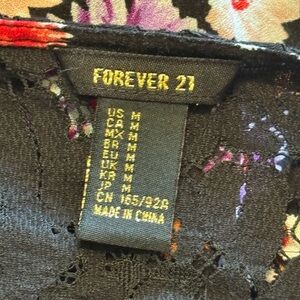 FOREVER 21
US M
CA M
MX M
BR M
EU M
UK M
KR M
JP M
CN 165/92A
MADE IN CHINA